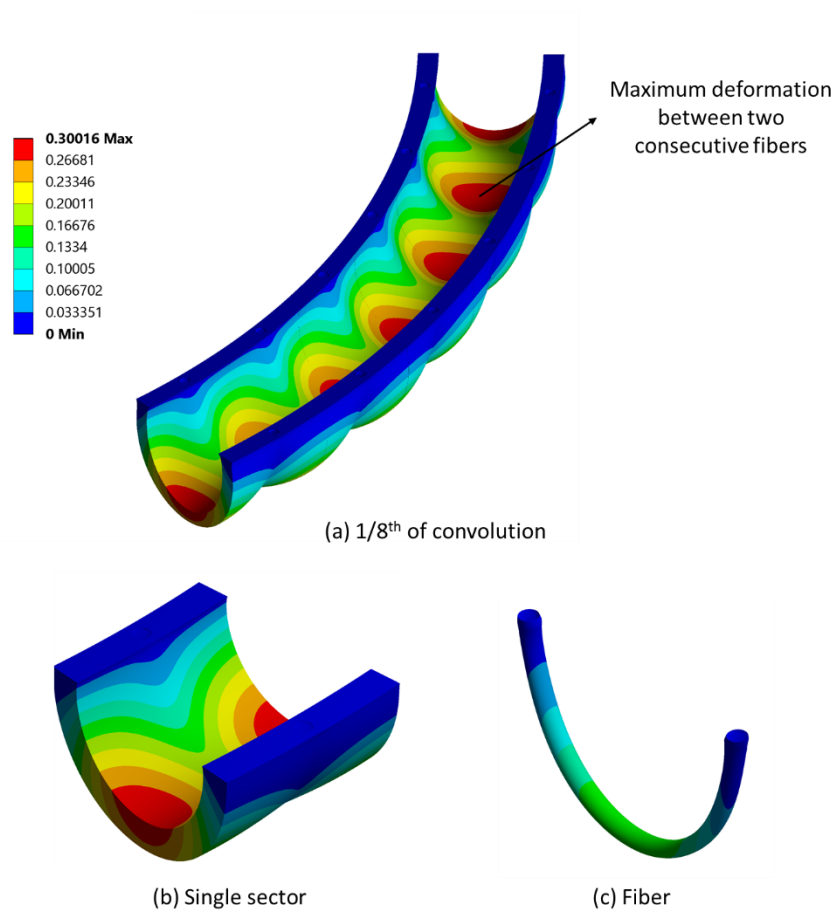 Maximum deformation
between two
consecutive fibers
0.30016 Max
0.26681
0.23346
0.20011
0.16676
0.1334
0.10005
0.066702
0.033351
0 Min
(a) 1/8th of convolution
(b) Single sector
(c) Fiber